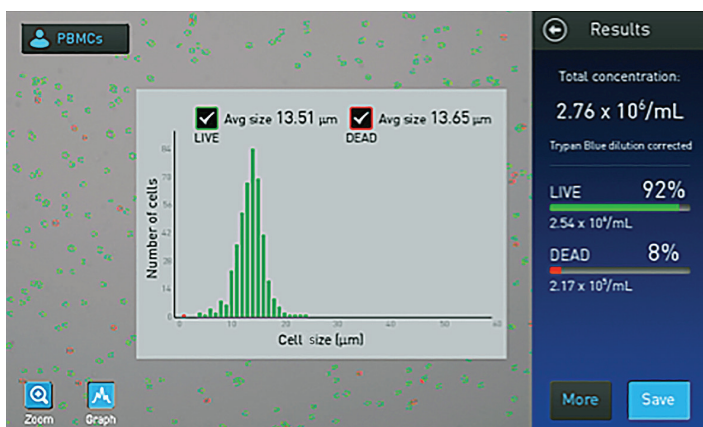 PBMCs
Results
Total concentration:
2.76 x 10⁶/mL
Trypan Blue dilution corrected
LIVE 92%
2.54 x 10⁶/mL
DEAD 8%
2.17 x 10⁵/mL
Avg size 13.51 µm Avg size 13.65 µm
LIVE DEAD
Number of cells
84
70
56
42
28
14
0
0 10 20 30 40 50 60
Cell size (µm)
Zoom Graph
More Save